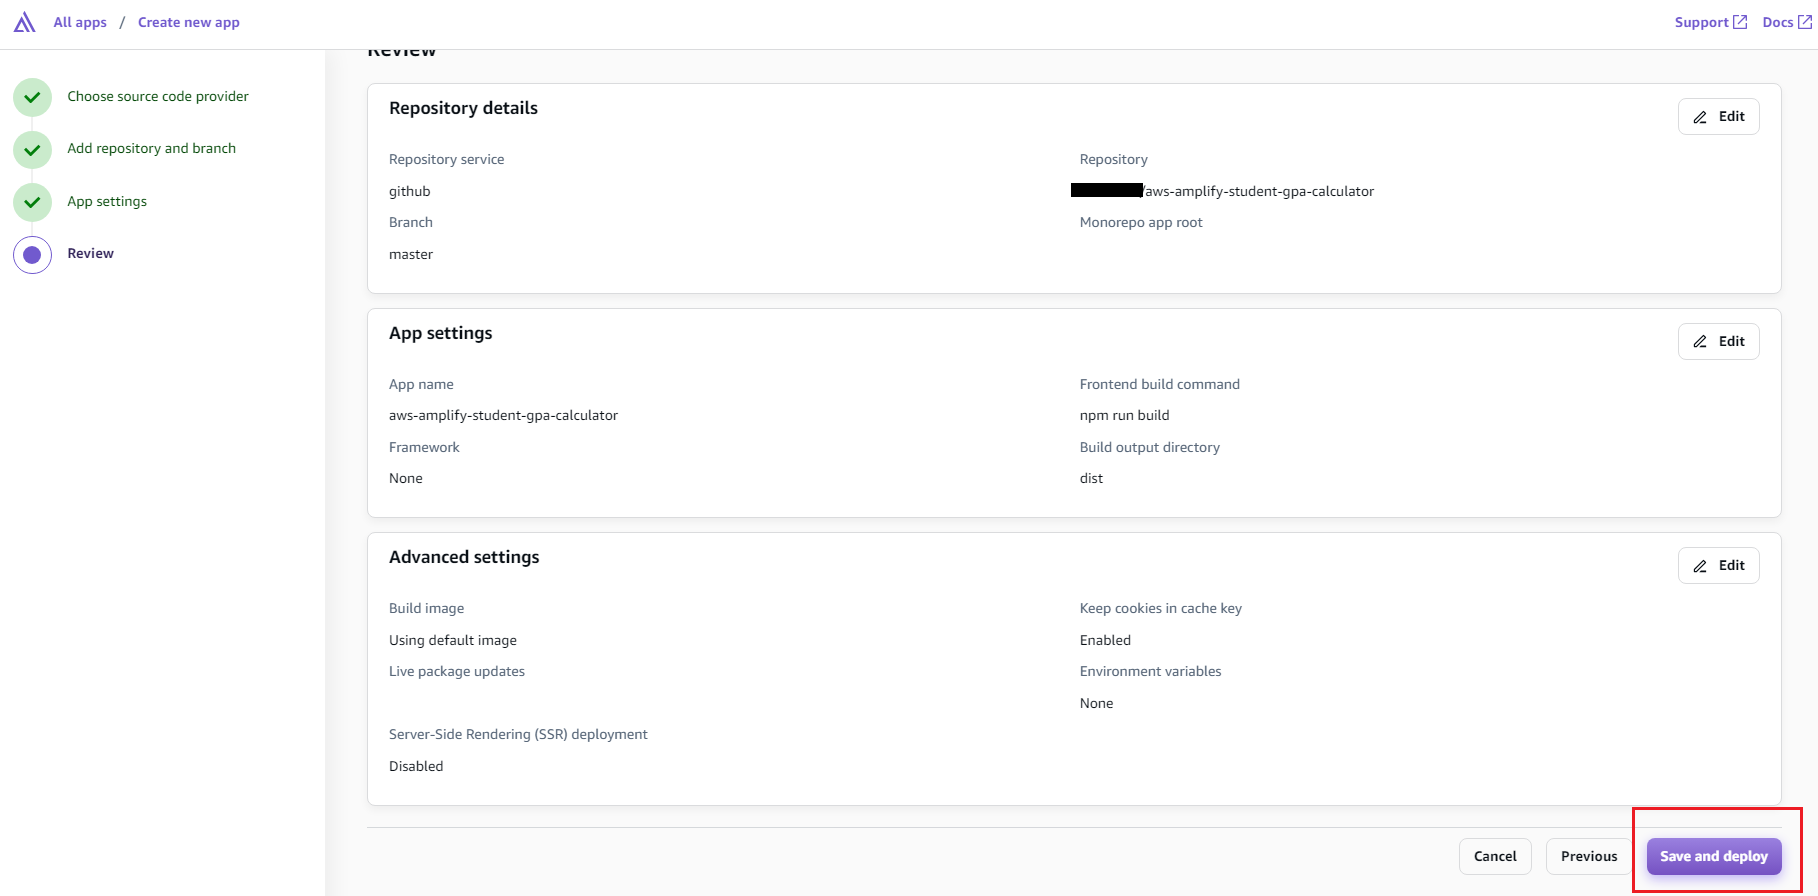 All apps / Create new app
Support Docs
Choose source code provider
Add repository and branch
App settings
Review
Review
Repository details
Edit
Repository service
github
Repository
/aws-amplify-student-gpa-calculator
Branch
master
Monorepo app root
App settings
Edit
App name
aws-amplify-student-gpa-calculator
Frontend build command
npm run build
Framework
None
Build output directory
dist
Advanced settings
Edit
Build image
Using default image
Keep cookies in cache key
Enabled
Live package updates
Environment variables
None
Server-Side Rendering (SSR) deployment
Disabled
Cancel
Previous
Save and deploy